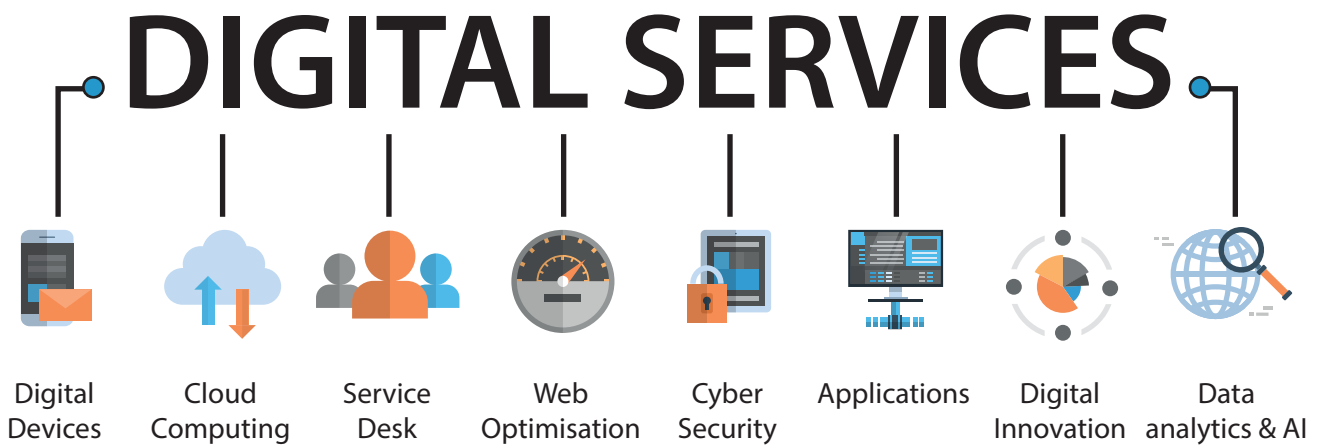 DIGITAL SERVICES
Digital
Devices
Cloud
Computing
Service
Desk
Web
Optimisation
Cyber
Security
Applications
Digital
Innovation
Data
analytics & AI